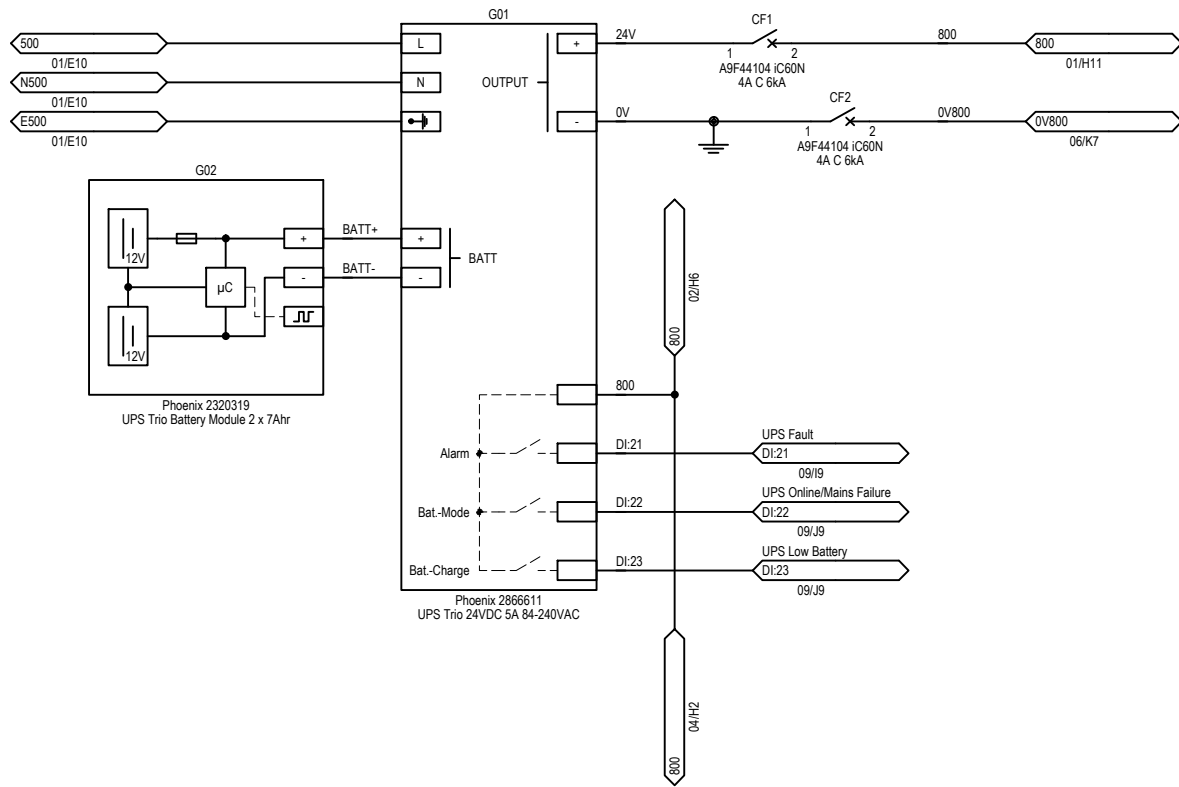 G01
500
01/E10
N500
01/E10
E500
01/E10
L
N
OUTPUT
+
-
24V
0V
CF1
1 2
A9F44104 iC60N
4A C 6kA
800
800
01/H11
CF2
1 2
A9F44104 iC60N
4A C 6kA
0V800
0V800
06/K7
G02
12V
12V
µC
+
-
BATT+
BATT-
+
-
BATT
Phoenix 2320319
UPS Trio Battery Module 2 x 7Ahr
800
02/H6
800
Alarm
DI:21
UPS Fault
DI:21
09/I9
Bat.-Mode
DI:22
UPS Online/Mains Failure
DI:22
09/J9
Bat.-Charge
DI:23
UPS Low Battery
DI:23
09/J9
Phoenix 2866611
UPS Trio 24VDC 5A 84-240VAC
800
04/H2